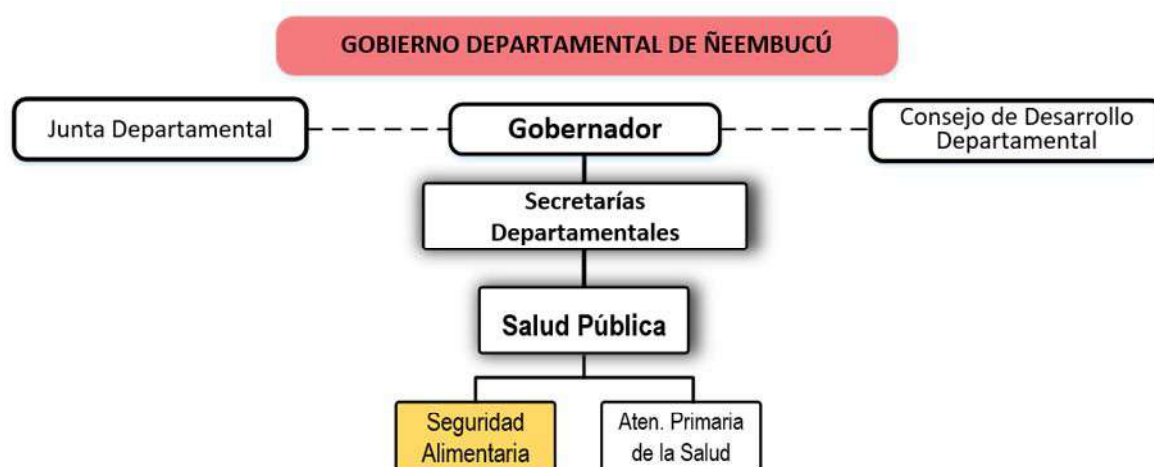 GOBIERNO DEPARTAMENTAL DE ÑEEMBUCÚ
Junta Departamental
Gobernador
Consejo de Desarrollo
Departamental
Secretarías
Departamentales
Salud Pública
Seguridad
Alimentaria
Aten. Primaria
de la Salud